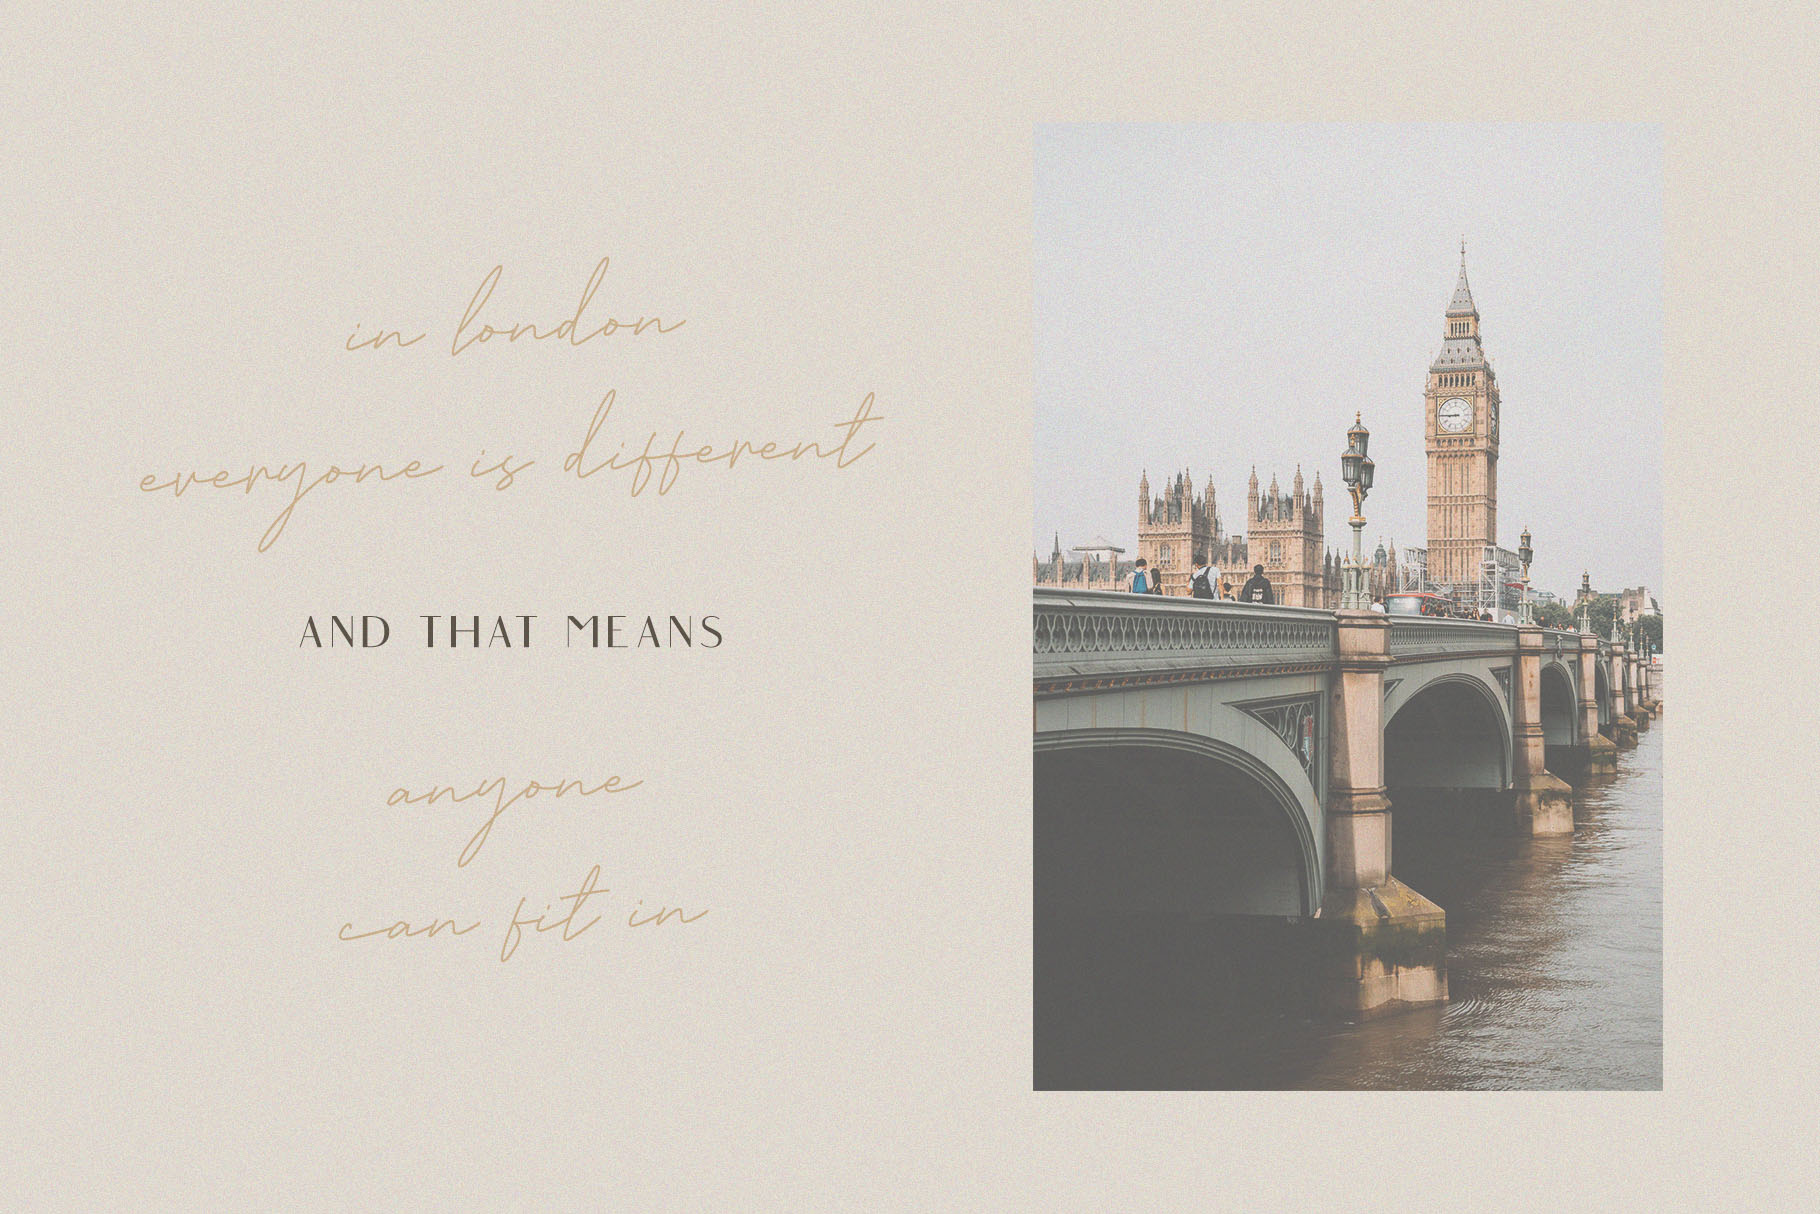 in london
everyone is different
AND THAT MEANS
anyone
can fit in